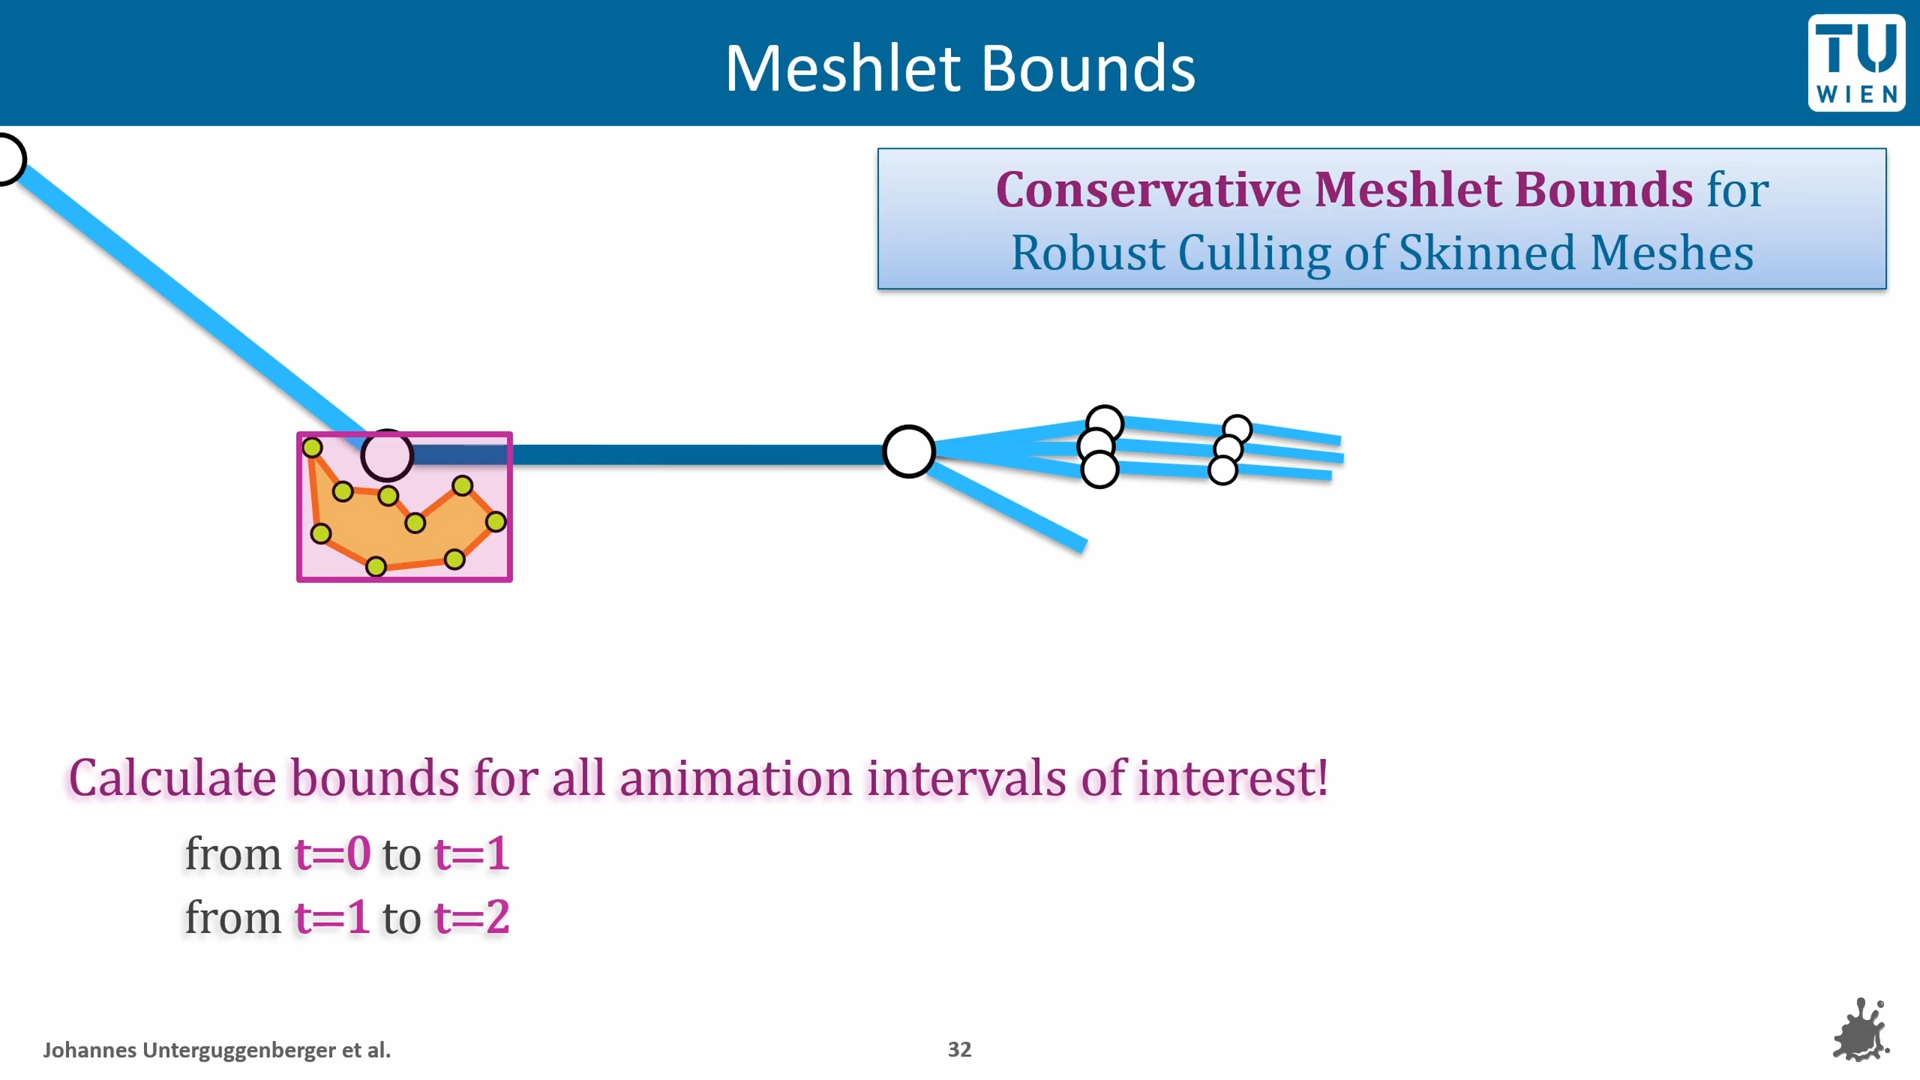 Meshlet Bounds
TU
WIEN
Conservative Meshlet Bounds for
Robust Culling of Skinned Meshes
Calculate bounds for all animation intervals of interest!
from t=0 to t=1
from t=1 to t=2
Johannes Unterguggenberger et al.
32